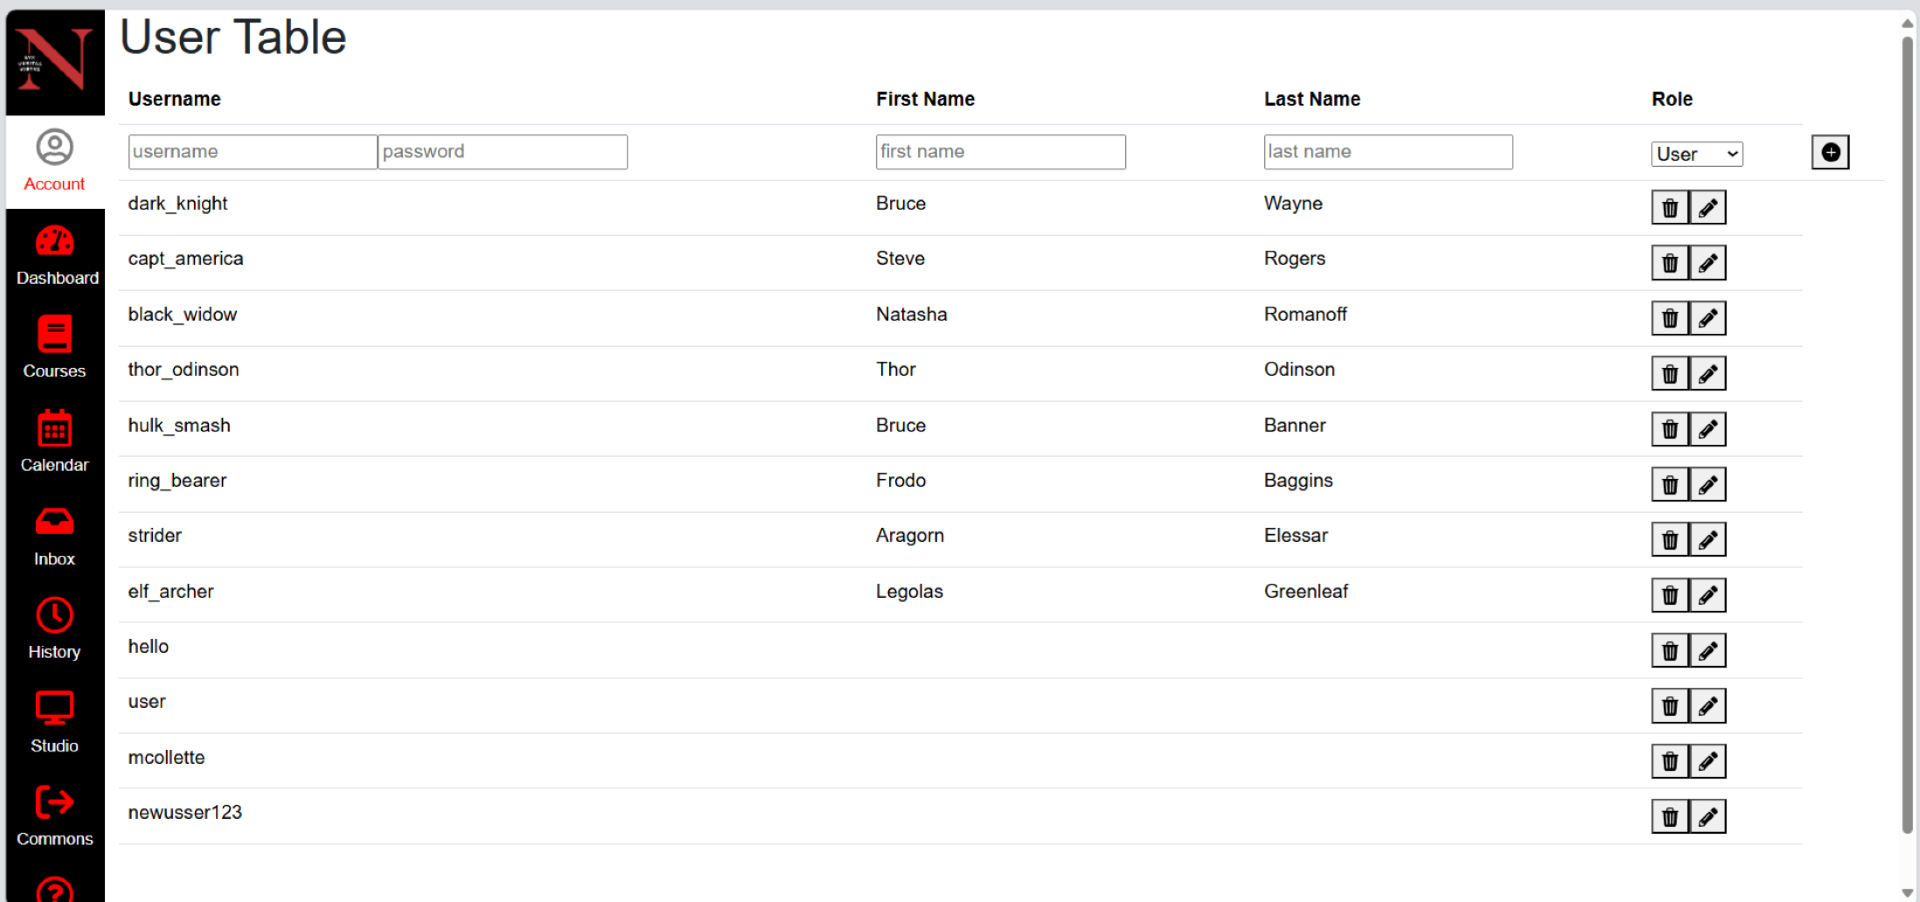 User Table
Username First Name Last Name Role
username password first name last name User
dark_knight Bruce Wayne
capt_america Steve Rogers
black_widow Natasha Romanoff
thor_odinson Thor Odinson
hulk_smash Bruce Banner
ring_bearer Frodo Baggins
strider Aragorn Elessar
elf_archer Legolas Greenleaf
hello
user
mcollette
newusser123
N
Account
Dashboard
Courses
Calendar
Inbox
History
Studio
Commons